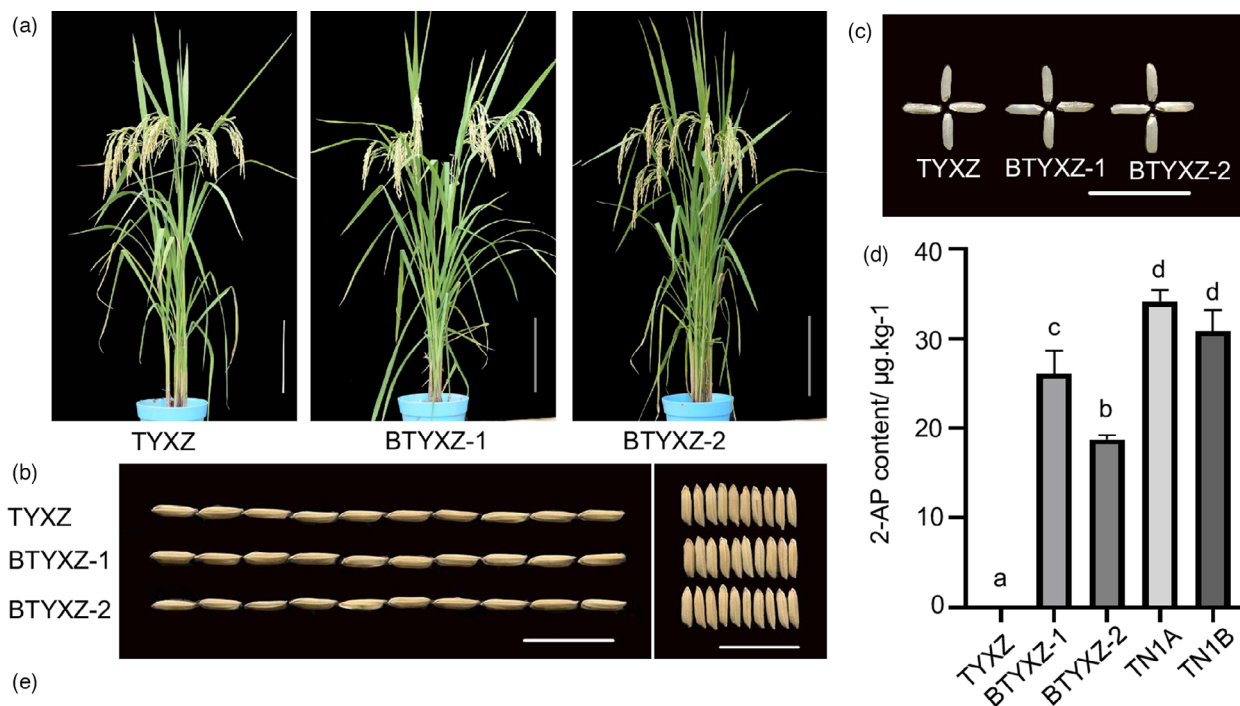 (a)
TYXZ
BTYXZ-1
BTYXZ-2
(b)
TYXZ
BTYXZ-1
BTYXZ-2
(c)
TYXZ
BTYXZ-1
BTYXZ-2
(d)
2-AP content/ µg.kg-1
40
30
20
10
0
a
c
b
d
d
TYXZ
BTYXZ-1
BTYXZ-2
TN1A
TN1B
(e)